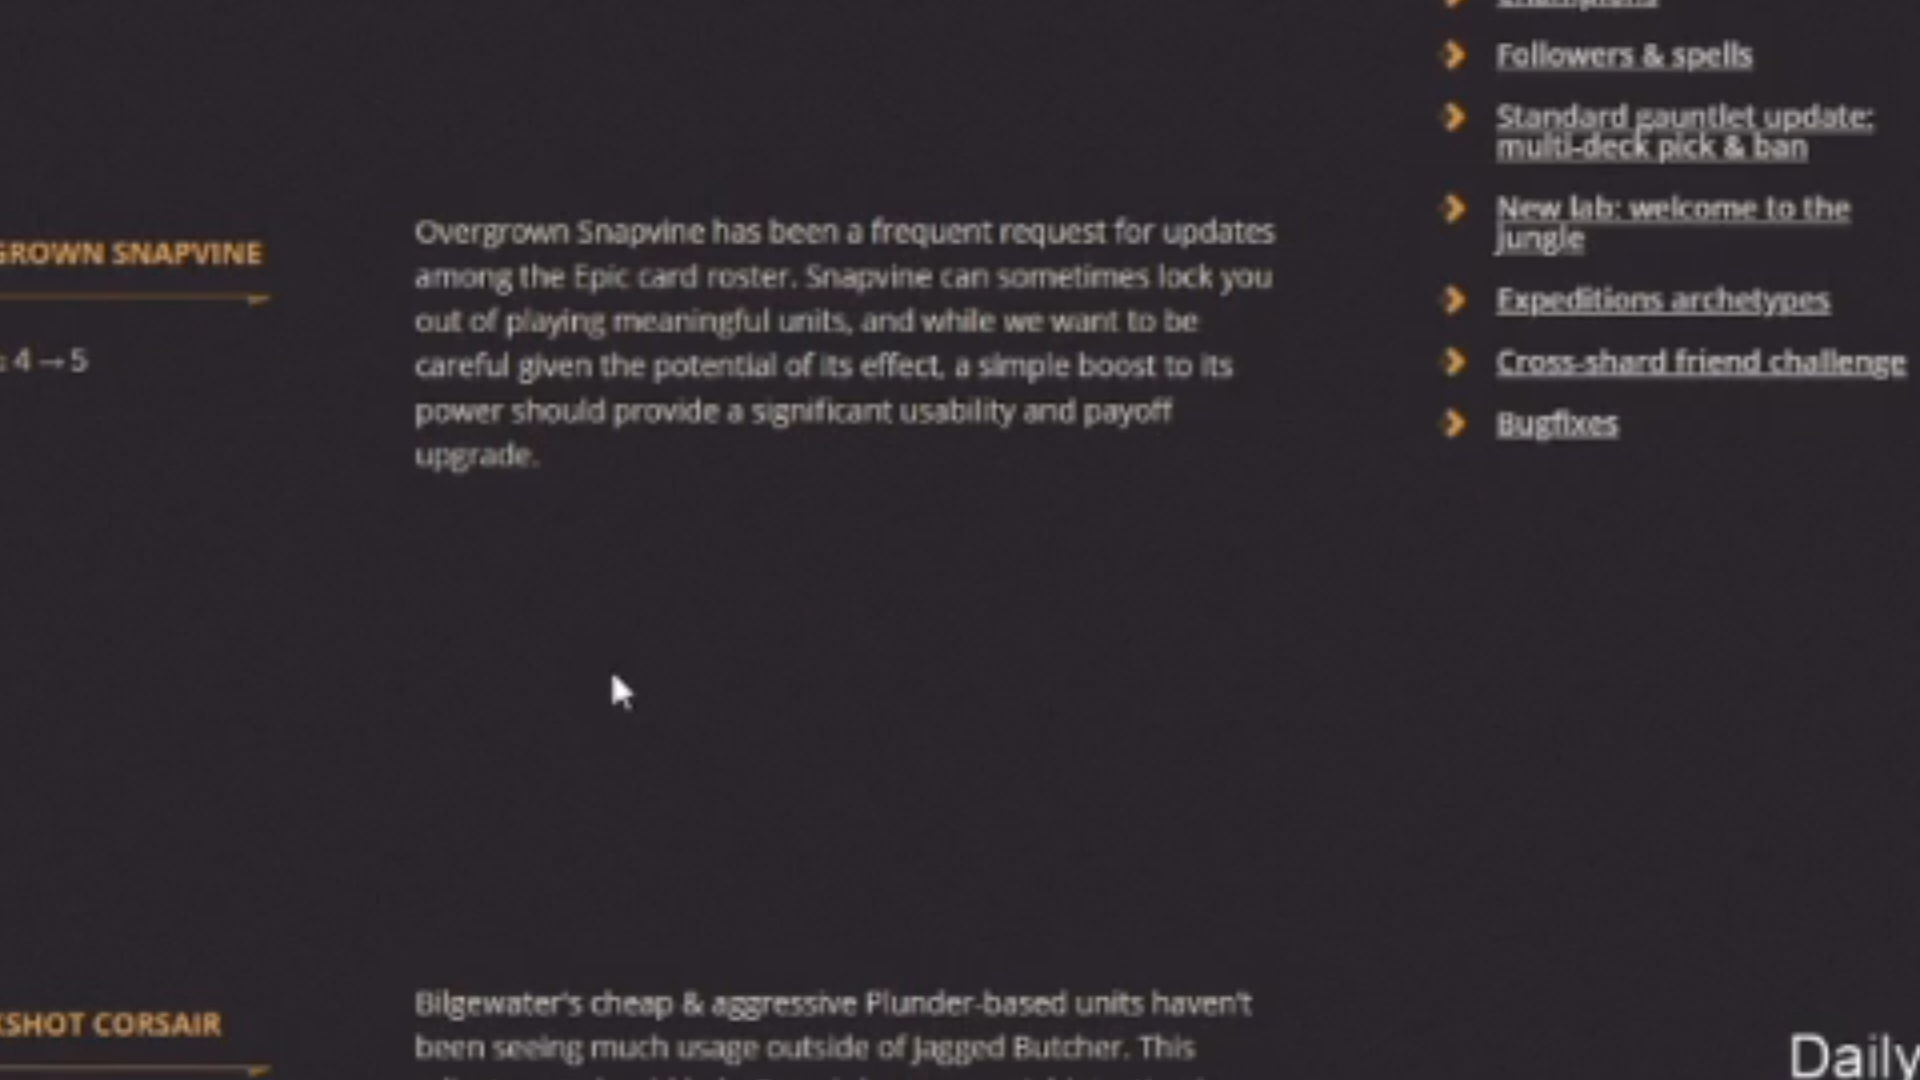 Followers & spells
Standard gauntlet update:
multi-deck pick & ban
New lab: welcome to the
jungle
Expeditions archetypes
Cross-shard friend challenge
Bugfixes
GROWN SNAPVINE
: 4 → 5
Overgrown Snapvine has been a frequent request for updates
among the Epic card roster. Snapvine can sometimes lock you
out of playing meaningful units, and while we want to be
careful given the potential of its effect, a simple boost to its
power should provide a significant usability and payoff
upgrade.
KSHOT CORSAIR
Bilgewater's cheap & aggressive Plunder-based units haven't
been seeing much usage outside of Jagged Butcher. This
Daily